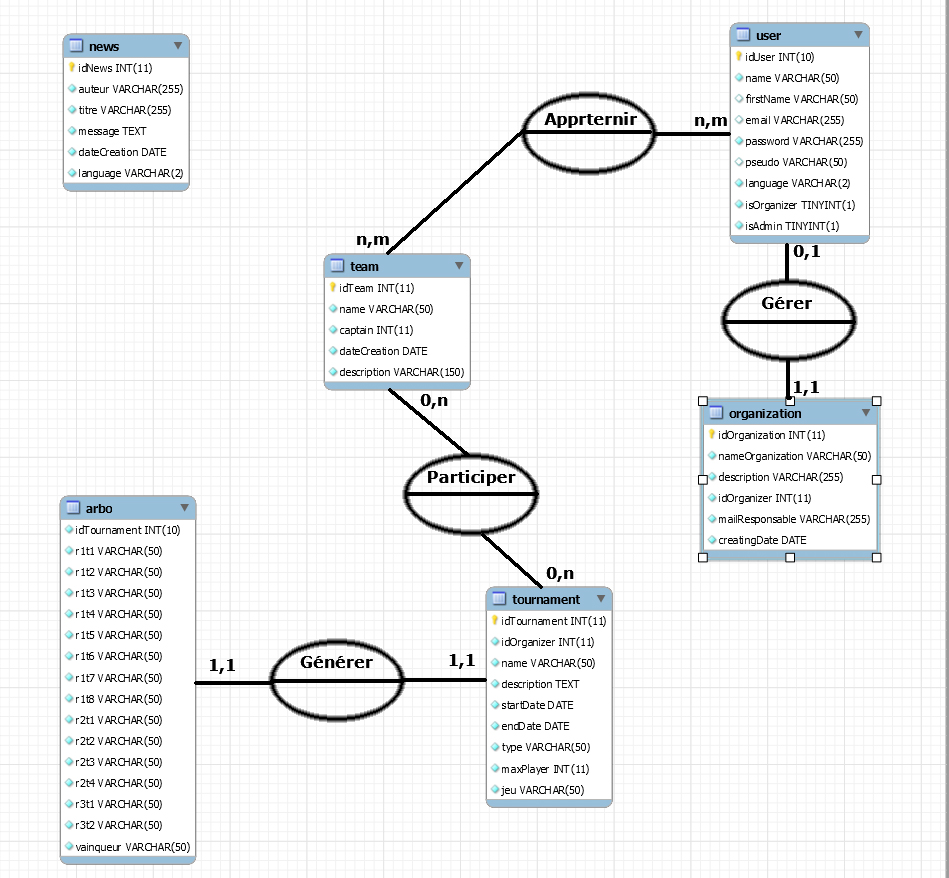 news
idNews INT(11)
auteur VARCHAR(255)
titre VARCHAR(255)
message TEXT
dateCreation DATE
language VARCHAR(2)
user
idUser INT(10)
name VARCHAR(50)
firstName VARCHAR(50)
email VARCHAR(255)
password VARCHAR(255)
pseudo VARCHAR(50)
language VARCHAR(2)
isOrganizer TINYINT(1)
isAdmin TINYINT(1)
Apprternir
n,m
n,m
team
idTeam INT(11)
name VARCHAR(50)
captain INT(11)
dateCreation DATE
description VARCHAR(150)
0,1
Gérer
1,1
organization
idOrganization INT(11)
nameOrganization VARCHAR(50)
description VARCHAR(255)
idOrganizer INT(11)
mailResponsable VARCHAR(255)
creatingDate DATE
0,n
Participer
0,n
arbo
idTournament INT(10)
r1t1 VARCHAR(50)
r1t2 VARCHAR(50)
r1t3 VARCHAR(50)
r1t4 VARCHAR(50)
r1t5 VARCHAR(50)
r1t6 VARCHAR(50)
r1t7 VARCHAR(50)
r1t8 VARCHAR(50)
r2t1 VARCHAR(50)
r2t2 VARCHAR(50)
r2t3 VARCHAR(50)
r2t4 VARCHAR(50)
r3t1 VARCHAR(50)
r3t2 VARCHAR(50)
vainqueur VARCHAR(50)
1,1
Générer
1,1
tournament
idTournament INT(11)
idOrganizer INT(11)
name VARCHAR(50)
description TEXT
startDate DATE
endDate DATE
type VARCHAR(50)
maxPlayer INT(11)
jeu VARCHAR(50)